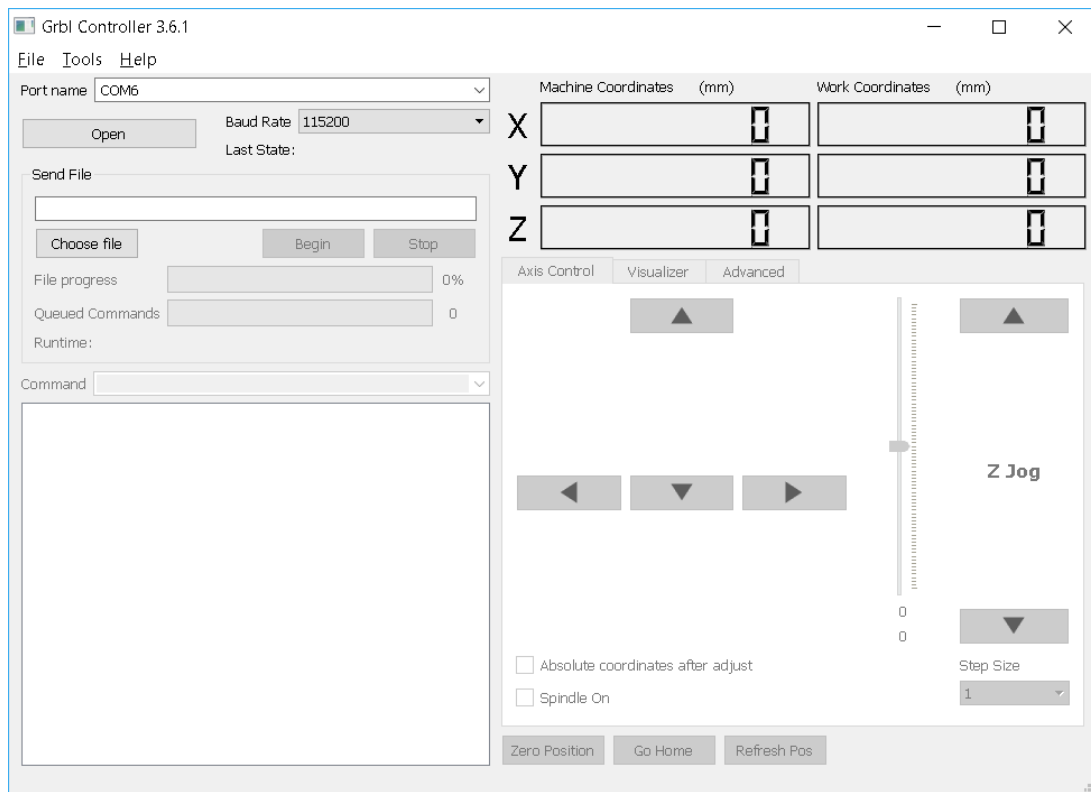 Grbl Controller 3.6.1
File Tools Help
Port name COM6
Open
Baud Rate 115200
Last State:
Send File
Choose file Begin Stop
File progress 0%
Queued Commands 0
Runtime:
Command
Machine Coordinates (mm) Work Coordinates (mm)
X 0 0
Y 0 0
Z 0 0
Axis Control Visualizer Advanced
Z Jog
0
0
Absolute coordinates after adjust
Spindle On
Step Size
1
Zero Position Go Home Refresh Pos